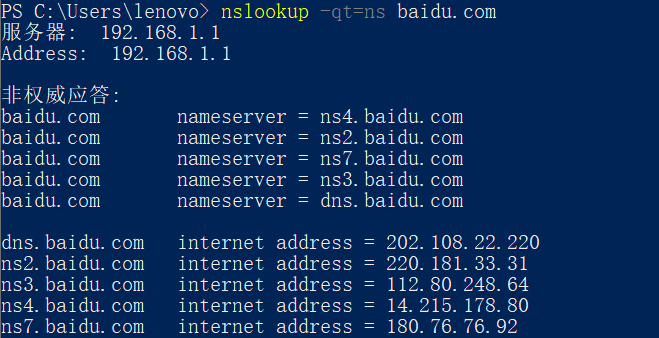 PS C:\Users\lenovo> nslookup -qt=ns baidu.com
服务器:  192.168.1.1
Address:  192.168.1.1

非权威应答:
baidu.com       nameserver = ns4.baidu.com
baidu.com       nameserver = ns2.baidu.com
baidu.com       nameserver = ns7.baidu.com
baidu.com       nameserver = ns3.baidu.com
baidu.com       nameserver = dns.baidu.com

dns.baidu.com   internet address = 202.108.22.220
ns2.baidu.com   internet address = 220.181.33.31
ns3.baidu.com   internet address = 112.80.248.64
ns4.baidu.com   internet address = 14.215.178.80
ns7.baidu.com   internet address = 180.76.76.92